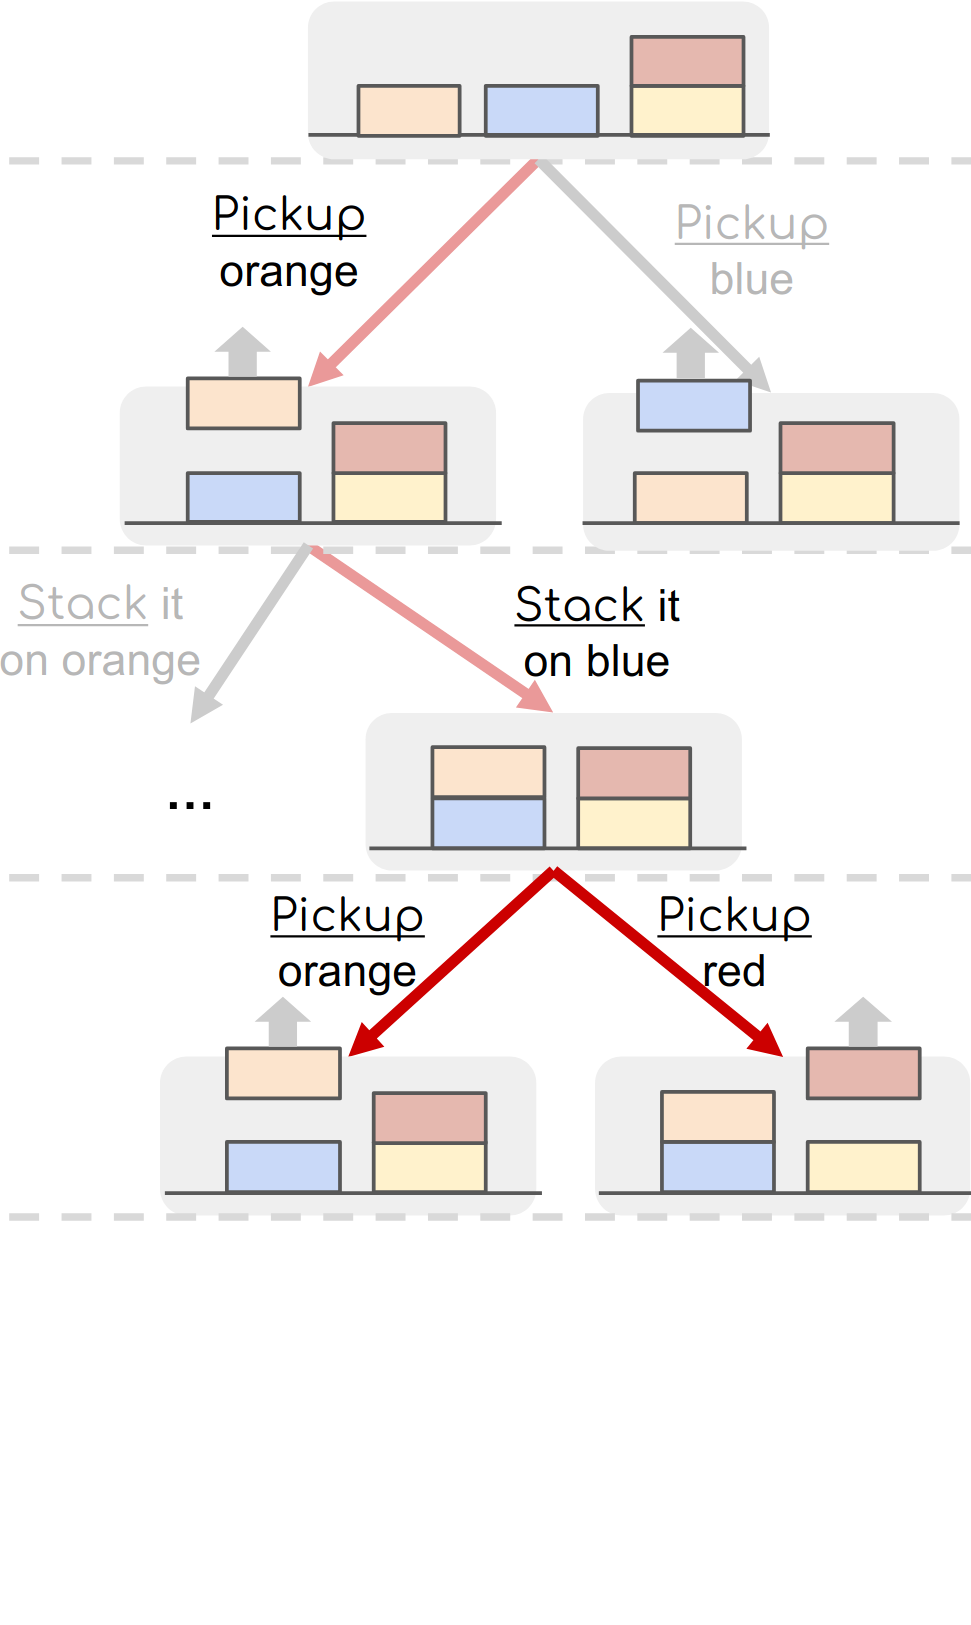 Pickup
orange
Pickup
blue
Stack it
on orange
Stack it
on blue
...
Pickup
orange
Pickup
red